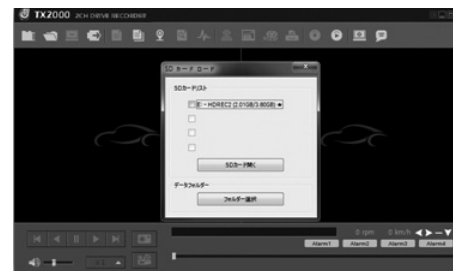 TX2000 2CH DRIVE RECORDER
SD カード ロード
SDカードリスト
E: - HDREC2 (2.01GB/3.80GB) ★
SDカード開く
データフォルダー
フォルダー選択
0 rpm 0 km/h
Alarm1 Alarm2 Alarm3 Alarm4
x1